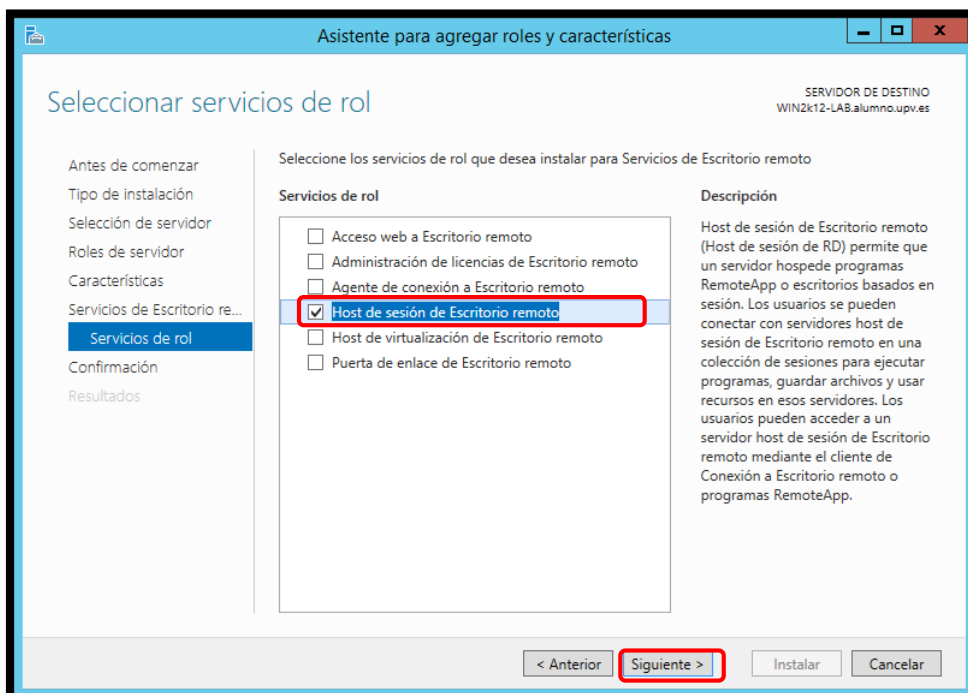 Asistente para agregar roles y características
Seleccionar servicios de rol
SERVIDOR DE DESTINO
WIN2k12-LAB.alumno.upv.es
Antes de comenzar
Tipo de instalación
Selección de servidor
Roles de servidor
Características
Servicios de Escritorio re...
Servicios de rol
Confirmación
Resultados
Seleccione los servicios de rol que desea instalar para Servicios de Escritorio remoto
Servicios de rol
Acceso web a Escritorio remoto
Administración de licencias de Escritorio remoto
Agente de conexión a Escritorio remoto
Host de sesión de Escritorio remoto
Host de virtualización de Escritorio remoto
Puerta de enlace de Escritorio remoto
Descripción
Host de sesión de Escritorio remoto
(Host de sesión de RD) permite que
un servidor hospede programas
RemoteApp o escritorios basados en
sesión. Los usuarios se pueden
conectar con servidores host de
sesión de Escritorio remoto en una
colección de sesiones para ejecutar
programas, guardar archivos y usar
recursos en esos servidores. Los
usuarios pueden acceder a un
servidor host de sesión de Escritorio
remoto mediante el cliente de
Conexión a Escritorio remoto o
programas RemoteApp.
< Anterior
Siguiente >
Instalar
Cancelar